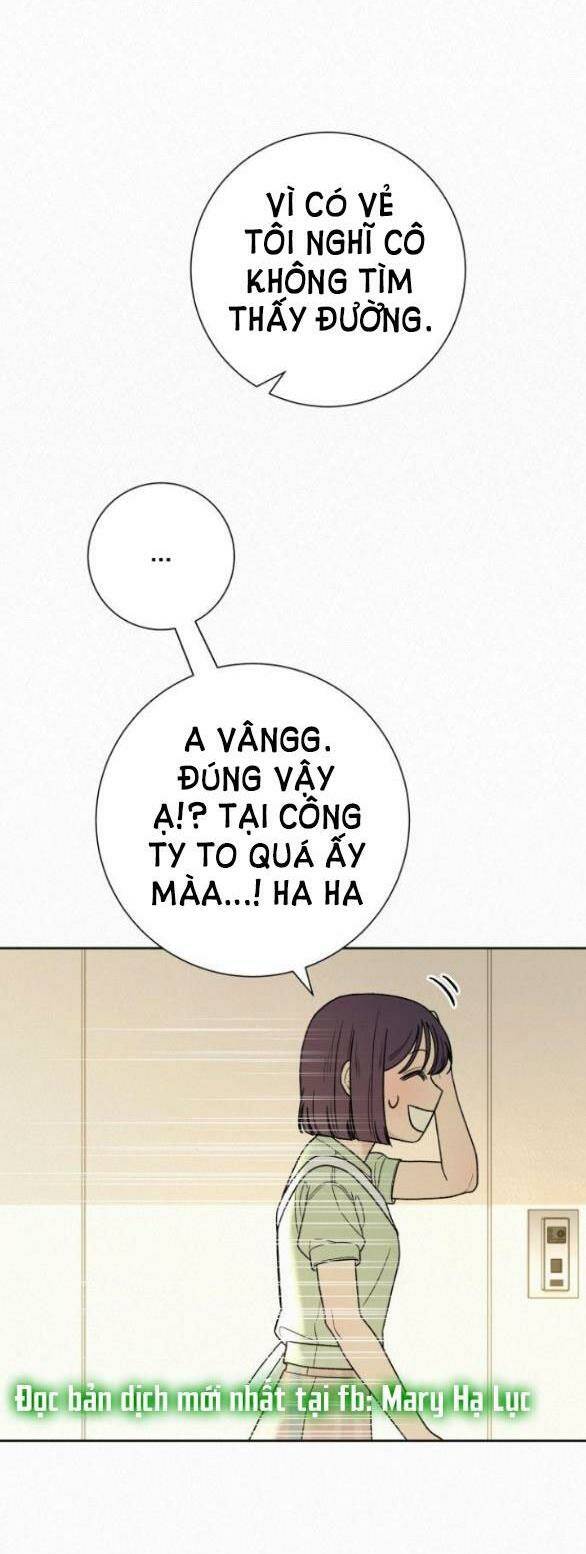 VÌ CÓ VẺ
TÔI NGHĨ CÔ
KHÔNG TÌM
THẤY ĐƯỜNG.
...
A VÂNGG.
ĐÚNG VẬY
Ạ!? TẠI CÔNG
TY TO QUÁ ẤY
MÀA...! HA HA
Đọc bản dịch mới nhất tại fb: Mary Hạ Lục